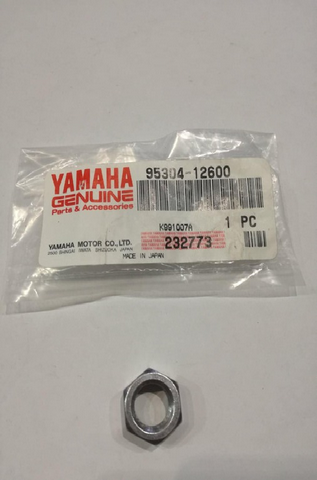 YAMAHA
GENUINE
Parts & Accessories
95304-12600
K991007A
1 PC
YAMAHA MOTOR CO., LTD.
232773
MADE IN JAPAN